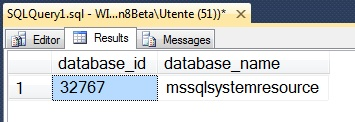 SQLQuery1.sql - WI...n8Beta\Utente (51))*
Editor Results Messages
database_id database_name
1 32767 mssqlsystemresource